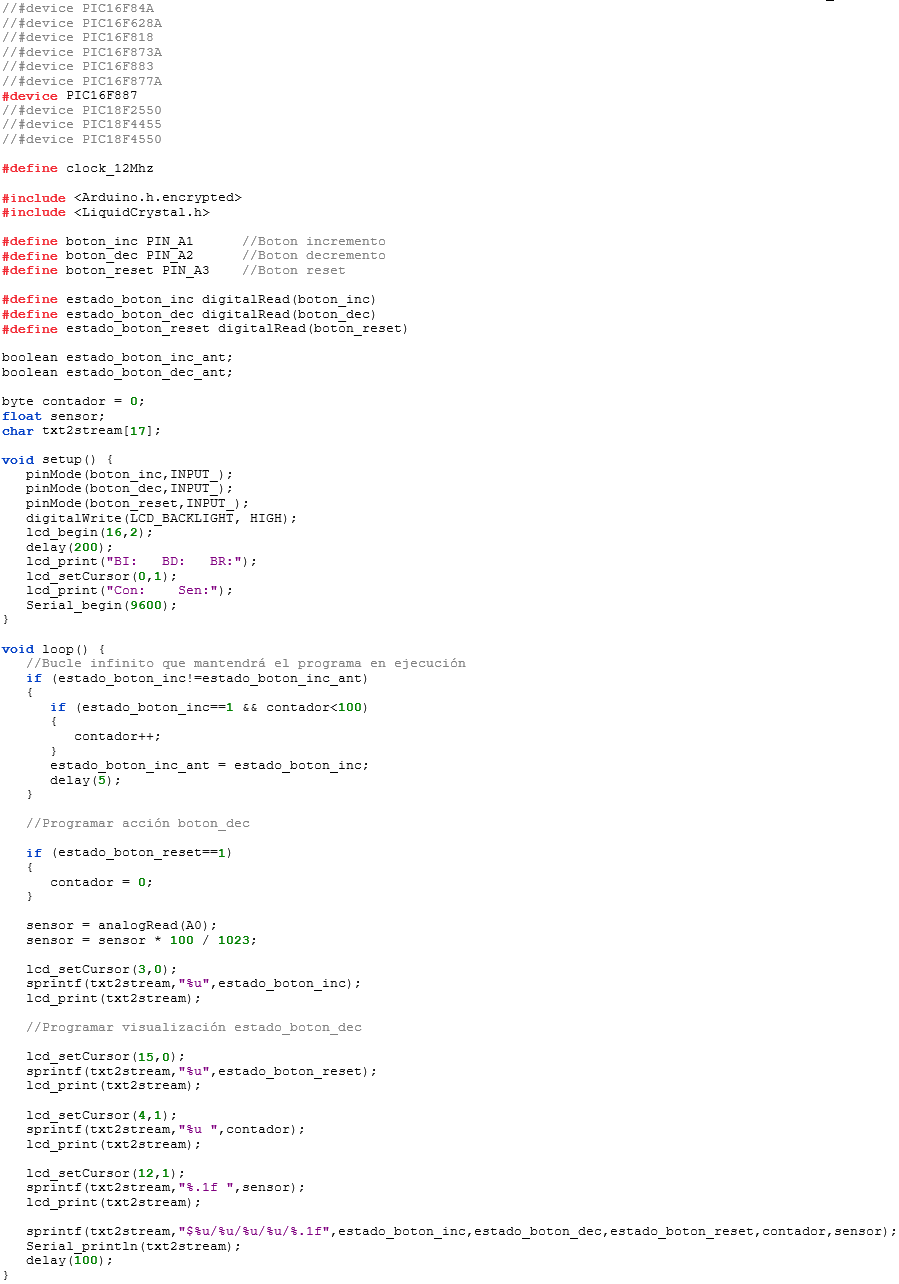 //#device PIC16F84A
//#device PIC16F628A
//#device PIC16F818
//#device PIC16F873A
//#device PIC16F883
//#device PIC16F877A
#device PIC16F887
//#device PIC18F2550
//#device PIC18F4455
//#device PIC18F4550

#define clock_12Mhz

#include <Arduino.h.encrypted>
#include <LiquidCrystal.h>

#define boton_inc PIN_A1      //Boton incremento
#define boton_dec PIN_A2      //Boton decremento
#define boton_reset PIN_A3    //Boton reset

#define estado_boton_inc digitalRead(boton_inc)
#define estado_boton_dec digitalRead(boton_dec)
#define estado_boton_reset digitalRead(boton_reset)

boolean estado_boton_inc_ant;
boolean estado_boton_dec_ant;

byte contador = 0;
float sensor;
char txt2stream[17];

void setup() {
   pinMode(boton_inc,INPUT_);
   pinMode(boton_dec,INPUT_);
   pinMode(boton_reset,INPUT_);
   digitalWrite(LCD_BACKLIGHT, HIGH);
   lcd_begin(16,2);
   delay(200);
   lcd_print("BI:   BD:   BR:");
   lcd_setCursor(0,1);
   lcd_print("Con:    Sen:");
   Serial_begin(9600);
}

void loop() {
   //Bucle infinito que mantendrá el programa en ejecución
   if (estado_boton_inc!=estado_boton_inc_ant)
   {
      if (estado_boton_inc==1 && contador<100)
      {
         contador++;
      }
      estado_boton_inc_ant = estado_boton_inc;
      delay(5);
   }

   //Programar acción boton_dec

   if (estado_boton_reset==1)
   {
      contador = 0;
   }

   sensor = analogRead(A0);
   sensor = sensor * 100 / 1023;

   lcd_setCursor(3,0);
   sprintf(txt2stream,"%u",estado_boton_inc);
   lcd_print(txt2stream);

   //Programar visualización estado_boton_dec

   lcd_setCursor(15,0);
   sprintf(txt2stream,"%u",estado_boton_reset);
   lcd_print(txt2stream);

   lcd_setCursor(4,1);
   sprintf(txt2stream,"%u ",contador);
   lcd_print(txt2stream);

   lcd_setCursor(12,1);
   sprintf(txt2stream,"%.1f ",sensor);
   lcd_print(txt2stream);

   sprintf(txt2stream,"$%u/%u/%u/%u/%.1f",estado_boton_inc,estado_boton_dec,estado_boton_reset,contador,sensor);
   Serial_println(txt2stream);
   delay(100);
}